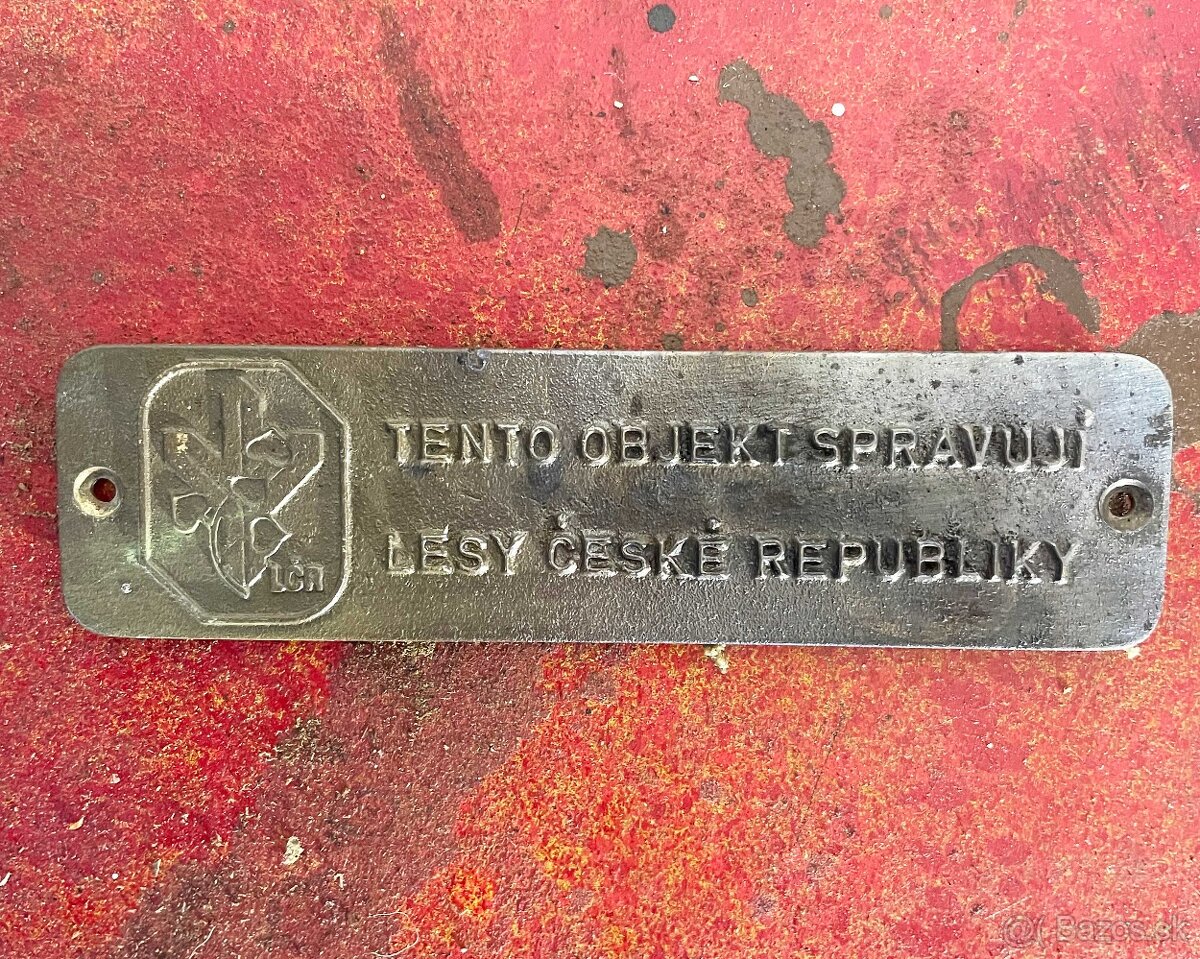 TENTO OBJEKT SPRAVUJÍ
LESY ČESKÉ REPUBLIKY
LČR
Bazos.sk